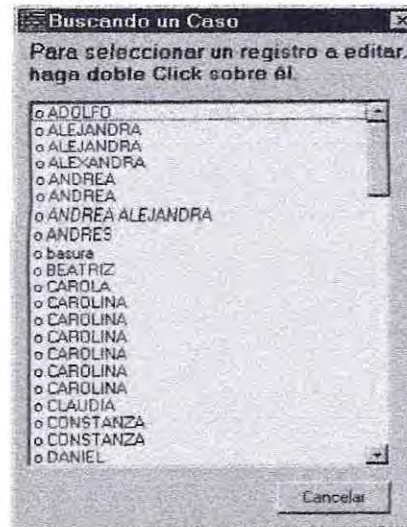 Buscando un Caso
Para seleccionar un registro a editar,
haga doble Click sobre él.
o ADOLFO
o ALEJANDRA
o ALEJANDRA
o ALEXANDRA
o ANDREA
o ANDREA
o ANDREA ALEJANDRA
o ANDRES
o basura
o BEATRIZ
o CAROLA
o CAROLINA
o CAROLINA
o CAROLINA
o CAROLINA
o CAROLINA
o CAROLINA
o CLAUDIA
o CONSTANZA
o CONSTANZA
o DANIEL
Cancelar